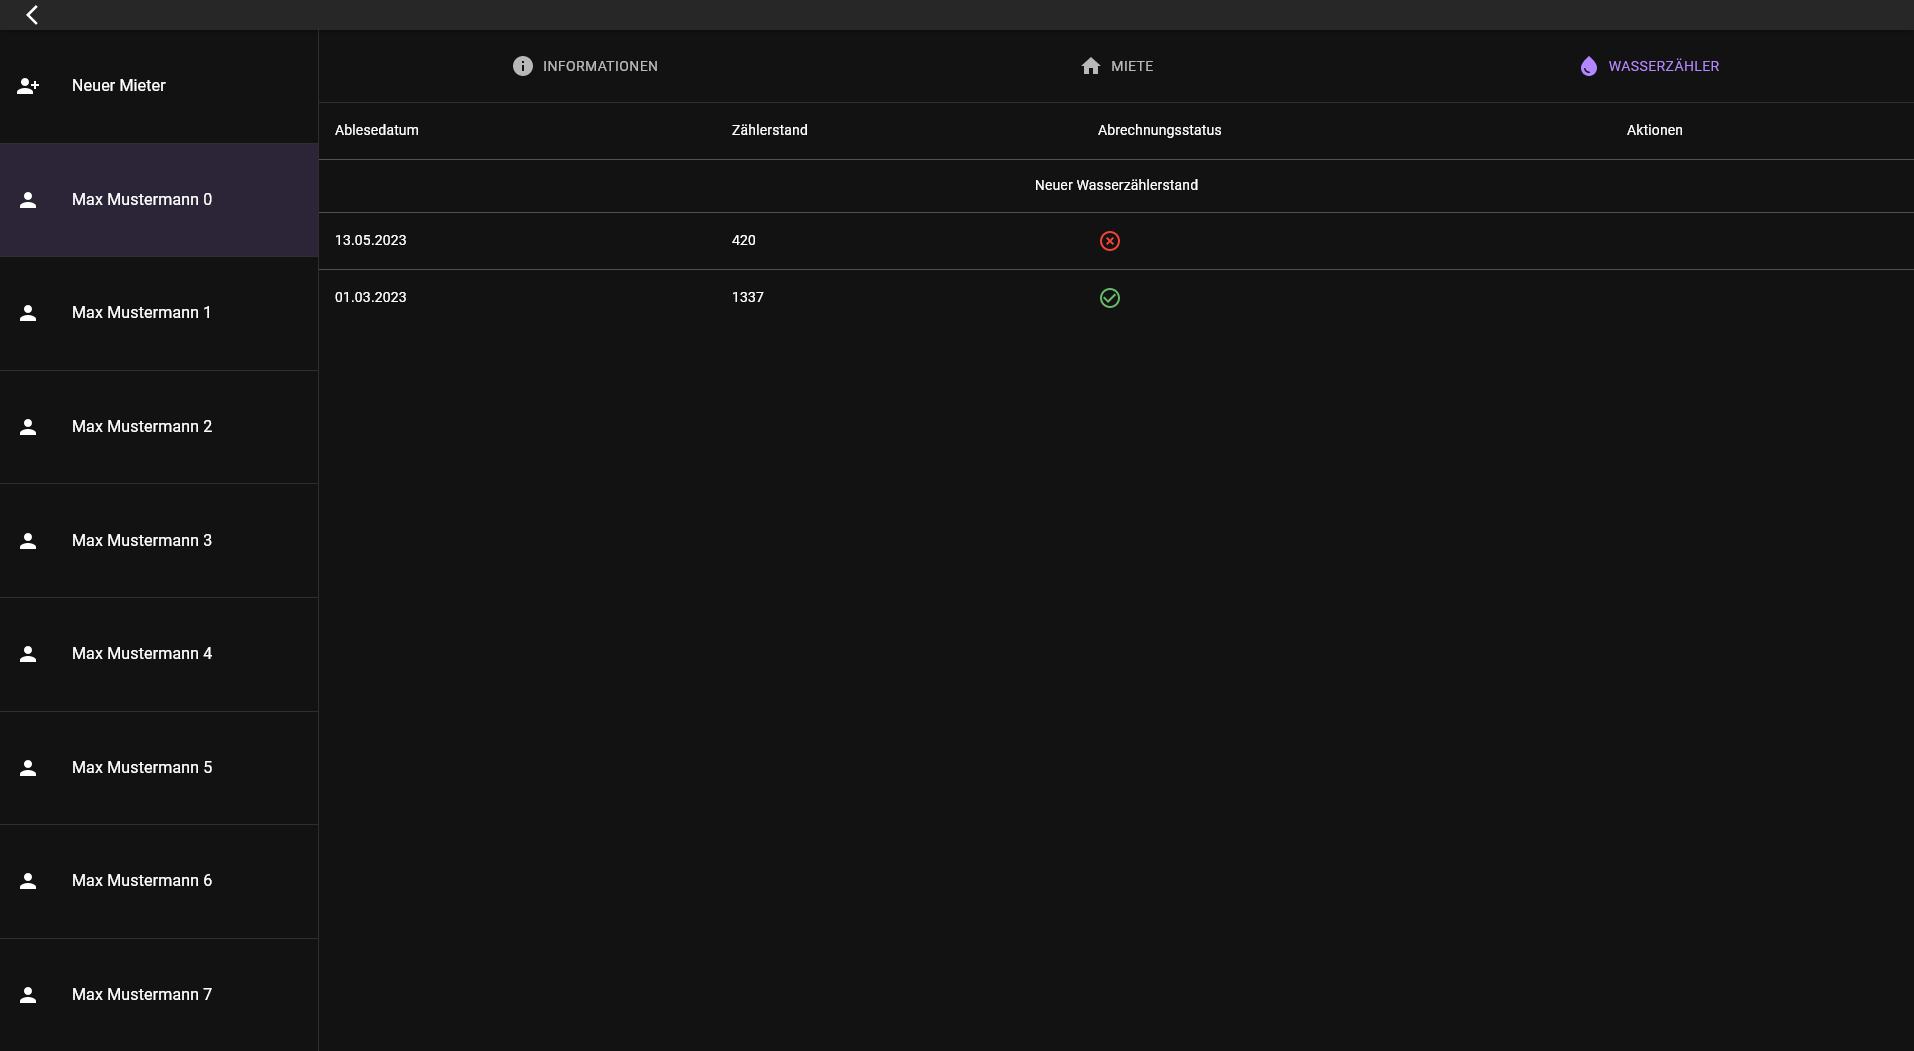 Neuer Mieter
Max Mustermann 0
Max Mustermann 1
Max Mustermann 2
Max Mustermann 3
Max Mustermann 4
Max Mustermann 5
Max Mustermann 6
Max Mustermann 7
INFORMATIONEN MIETE WASSERZÄHLER
Ablesedatum Zählerstand Abrechnungsstatus Aktionen
Neuer Wasserzählerstand
13.05.2023 420
01.03.2023 1337